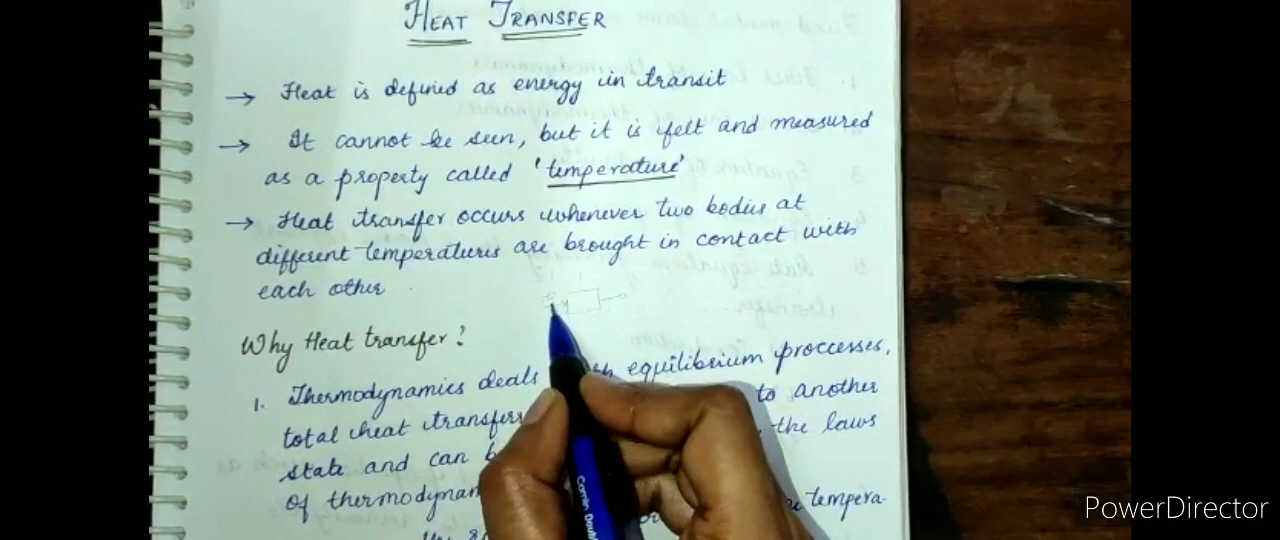 HEAT TRANSFER
→ Heat is defined as energy in transit
→ It cannot be seen, but it is felt and measured
as a property called 'temperature'
→ Heat transfer occurs whenever two bodies at
different temperatures are brought in contact with
each other
Why Heat transfer?
1. Thermodynamics deals equilibrium proccesses,
total heat to another
state and can the laws
of tempera-
PowerDirector